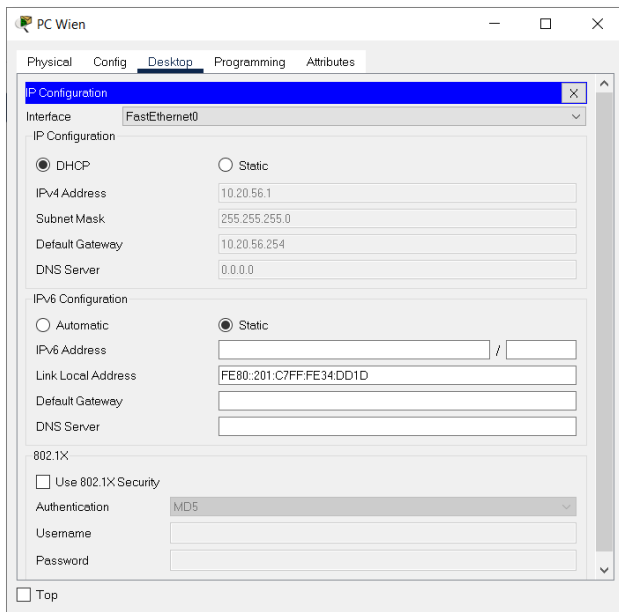 PC Wien
Physical Config Desktop Programming Attributes
IP Configuration X
Interface FastEthernet0
IP Configuration
DHCP Static
IPv4 Address 10.20.56.1
Subnet Mask 255.255.255.0
Default Gateway 10.20.56.254
DNS Server 0.0.0.0
IPv6 Configuration
Automatic Static
IPv6 Address /
Link Local Address FE80::201:C7FF:FE34:DD1D
Default Gateway
DNS Server
802.1X
Use 802.1X Security
Authentication MD5
Username
Password
Top